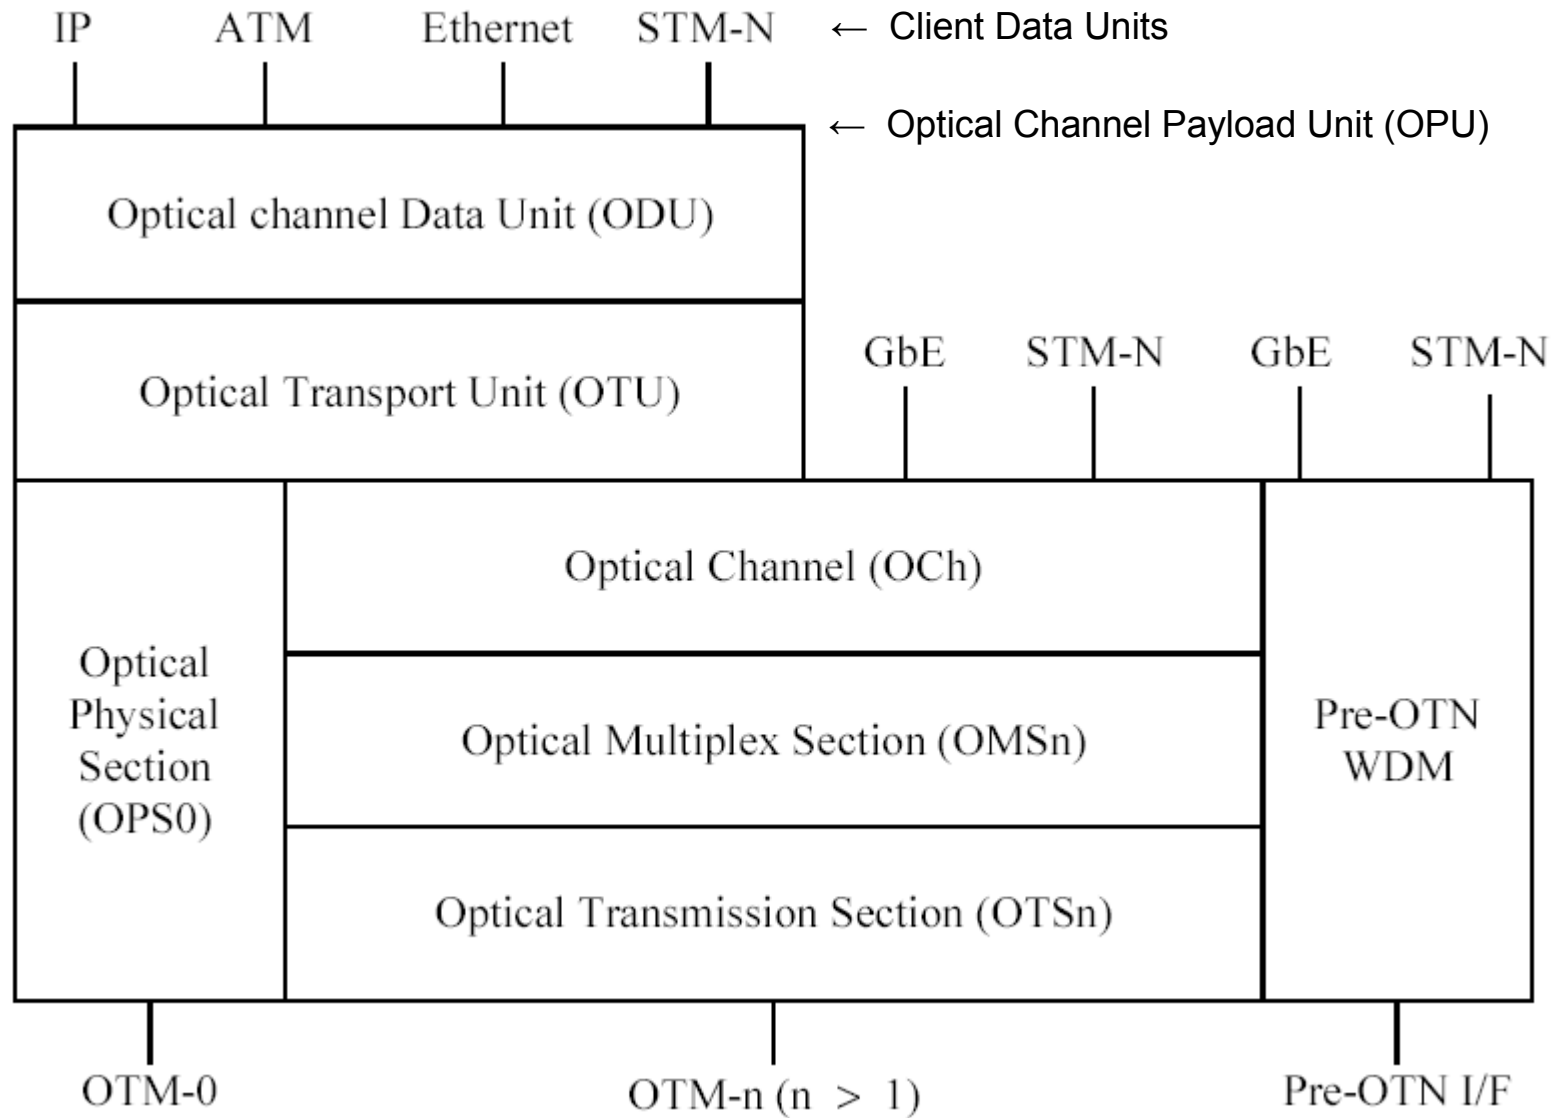 IP ATM Ethernet STM-N ← Client Data Units
← Optical Channel Payload Unit (OPU)
Optical channel Data Unit (ODU)
Optical Transport Unit (OTU)
GbE STM-N GbE STM-N
Optical Channel (OCh)
Optical
Physical
Section
(OPS0)
Optical Multiplex Section (OMSn)
Pre-OTN
WDM
Optical Transmission Section (OTSn)
OTM-0 OTM-n (n > 1) Pre-OTN I/F